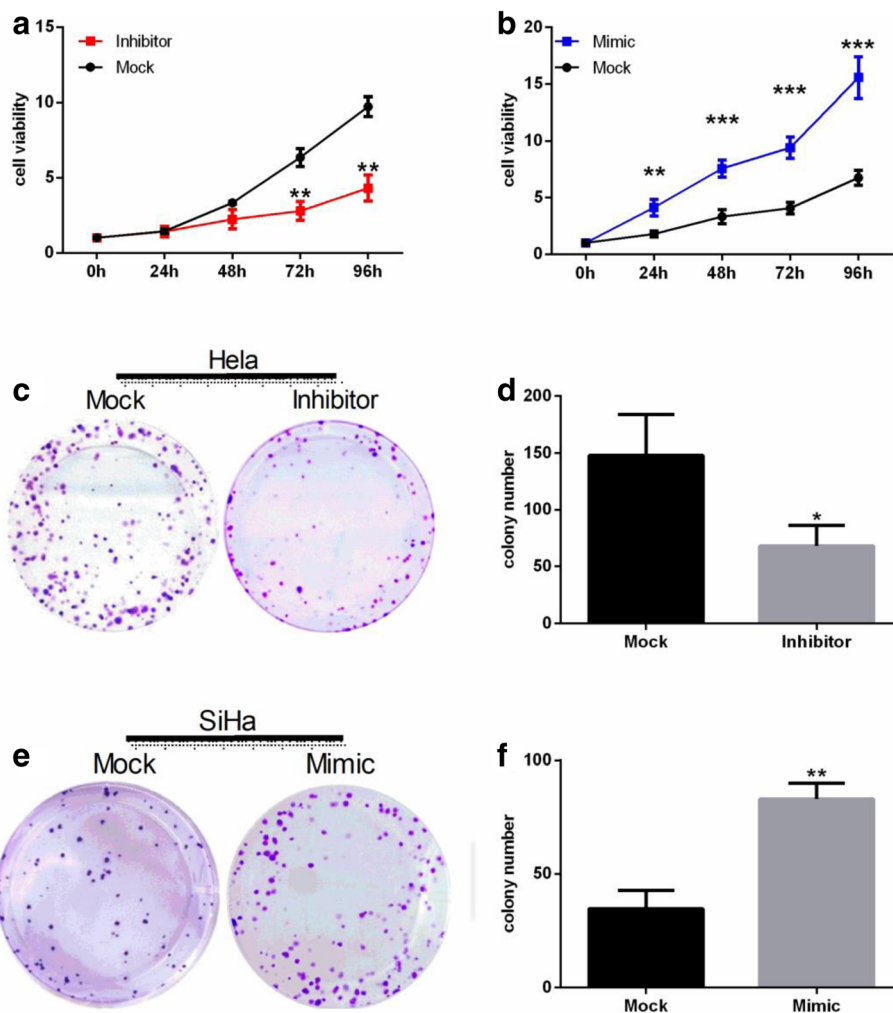 a
15
10
5
0
cell viability
Inhibitor
Mock
**
**
0h 24h 48h 72h 96h
b
20
15
10
5
0
cell viability
Mimic
Mock
**
***
***
***
0h 24h 48h 72h 96h
c
Hela
Mock Inhibitor
d
200
150
100
50
0
colony number
*
Mock Inhibitor
e
SiHa
Mock Mimic
f
100
50
0
colony number
**
Mock Mimic